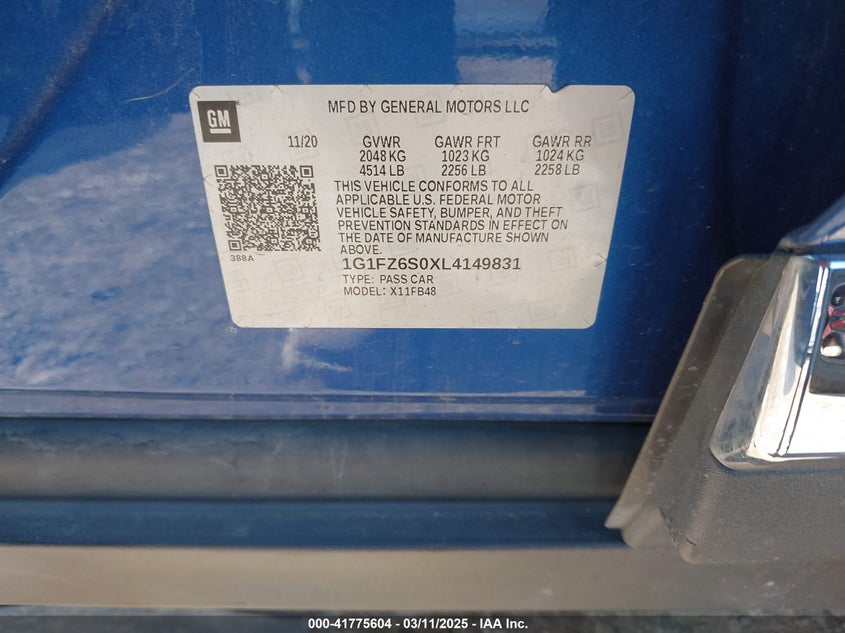 GM
MFD BY GENERAL MOTORS LLC
11/20 GVWR GAWR FRT GAWR RR
2048 KG 1023 KG 1024 KG
4514 LB 2256 LB 2258 LB
THIS VEHICLE CONFORMS TO ALL
APPLICABLE U.S. FEDERAL MOTOR
VEHICLE SAFETY, BUMPER, AND THEFT
PREVENTION STANDARDS IN EFFECT ON
THE DATE OF MANUFACTURE SHOWN
ABOVE.
388A
1G1FZ6S0XL4149831
TYPE: PASS CAR
MODEL: X11FB48
000-41775604 - 03/11/2025 - IAA Inc.